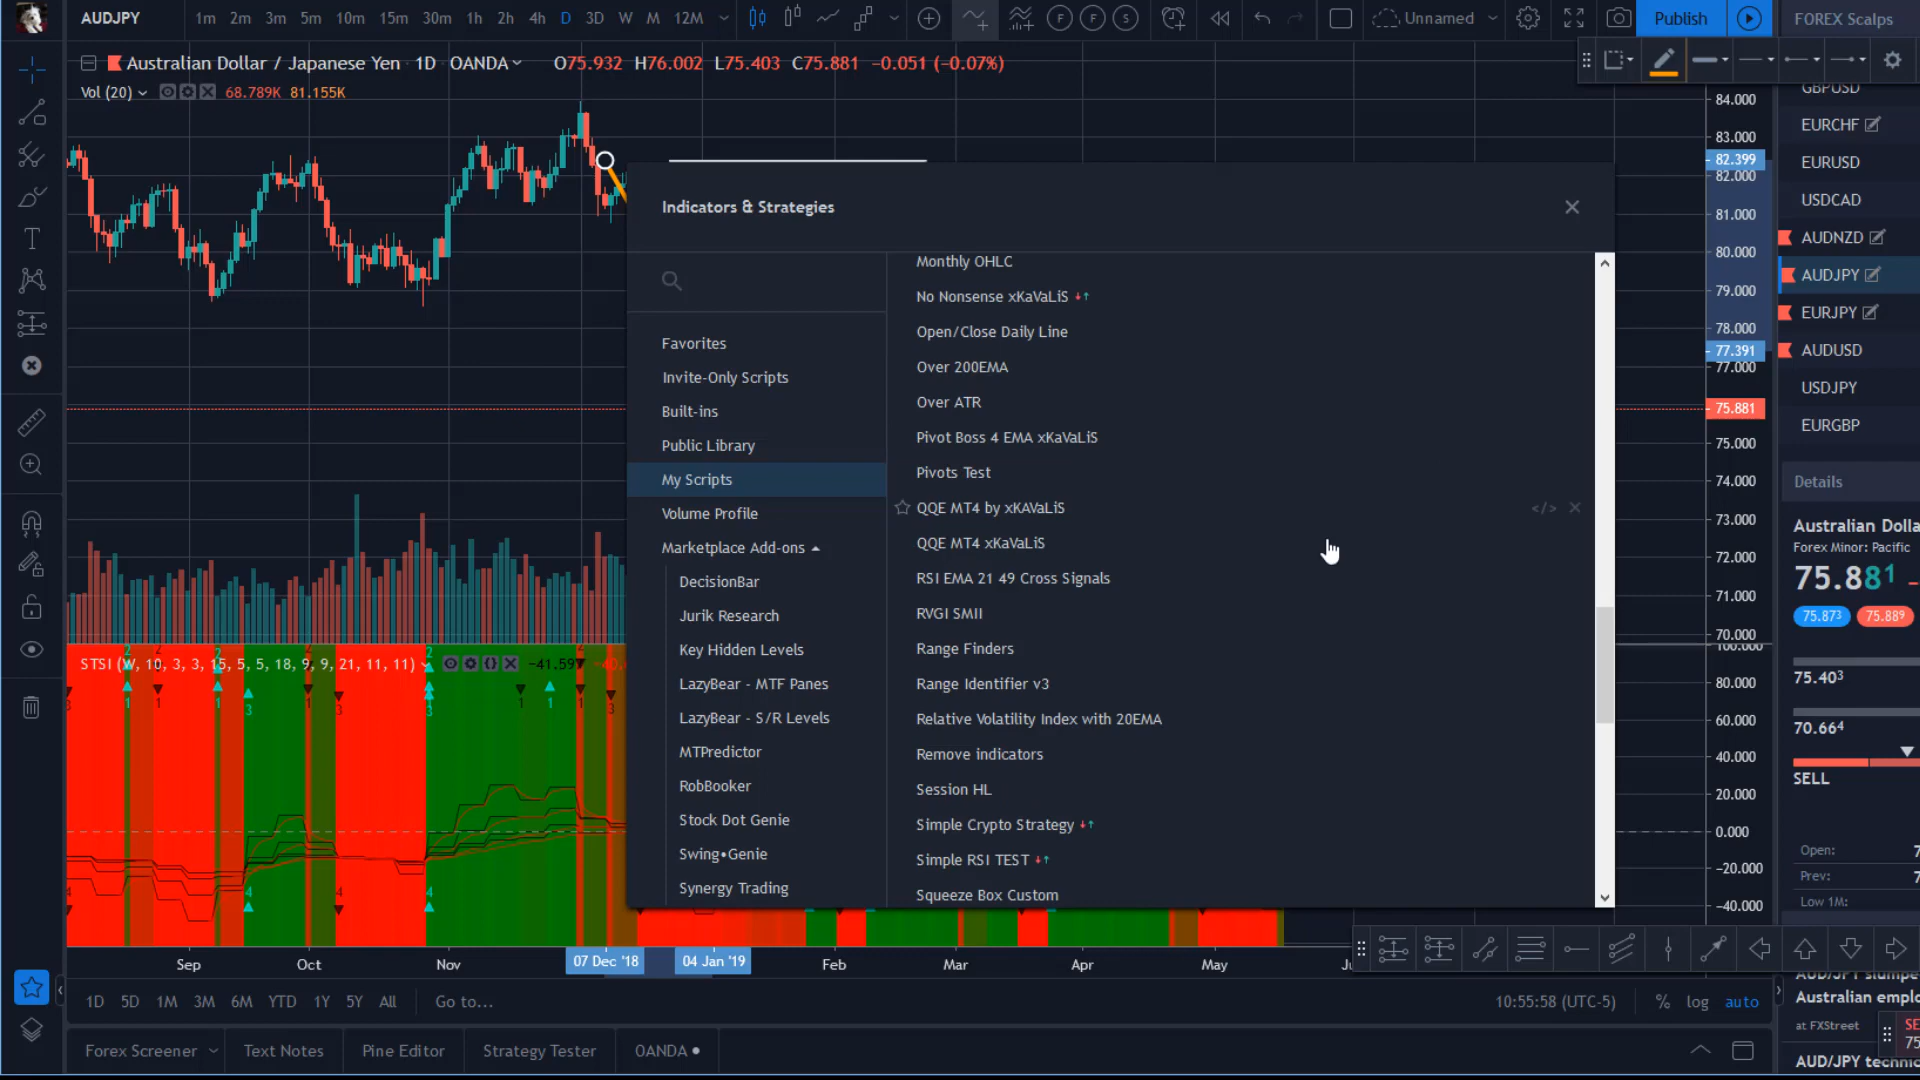 AUDJPY 1m 2m 3m 5m 10m 15m 30m 1h 2h 4h D 3D W M 12M F F S Unnamed Publish FOREX Scalps
Australian Dollar / Japanese Yen 1D OANDA O75.932 H76.002 L75.403 C75.881 −0.051 (−0.07%)
Vol (20) 68.789K 81.155K
84.000
83.000
82.399
82.000
81.000
80.000
79.000
78.000
77.391
77.000
75.881
75.000
74.000
73.000
72.000
71.000
70.000
100.000
80.000
60.000
40.000
20.000
0.000
-20.000
-40.000
Indicators & Strategies
Favorites
Invite-Only Scripts
Built-ins
Public Library
My Scripts
Volume Profile
Marketplace Add-ons
DecisionBar
Jurik Research
Key Hidden Levels
LazyBear - MTF Panes
LazyBear - S/R Levels
MTPredictor
RobBooker
Stock Dot Genie
Swing•Genie
Synergy Trading
Monthly OHLC
No Nonsense xKaVaLiS
Open/Close Daily Line
Over 200EMA
Over ATR
Pivot Boss 4 EMA xKaVaLiS
Pivots Test
QQE MT4 by xKAVaLiS </>
QQE MT4 xKaVaLiS
RSI EMA 21 49 Cross Signals
RVGI SMII
Range Finders
Range Identifier v3
Relative Volatility Index with 20EMA
Remove indicators
Session HL
Simple Crypto Strategy
Simple RSI TEST
Squeeze Box Custom
GBPUSD
EURCHF
EURUSD
USDCAD
AUDNZD
AUDJPY
EURJPY
AUDUSD
USDJPY
EURGBP
Details
Australian Dolla
Forex Minor: Pacific
75.881
75.873 75.889
75.403
70.664
SELL
Open: 7
Prev: 7
Low 1M:
STSI (W, 10, 3, 3, 15, 5, 5, 18, 9, 9, 21, 11, 11) −41.59
Sep Oct Nov 07 Dec '18 04 Jan '19 Feb Mar Apr May
1D 5D 1M 3M 6M YTD 1Y 5Y All Go to... 10:55:58 (UTC-5) % log auto
Forex Screener Text Notes Pine Editor Strategy Tester OANDA
Australian emplo
at FXStreet
SE
75
AUD/JPY technic